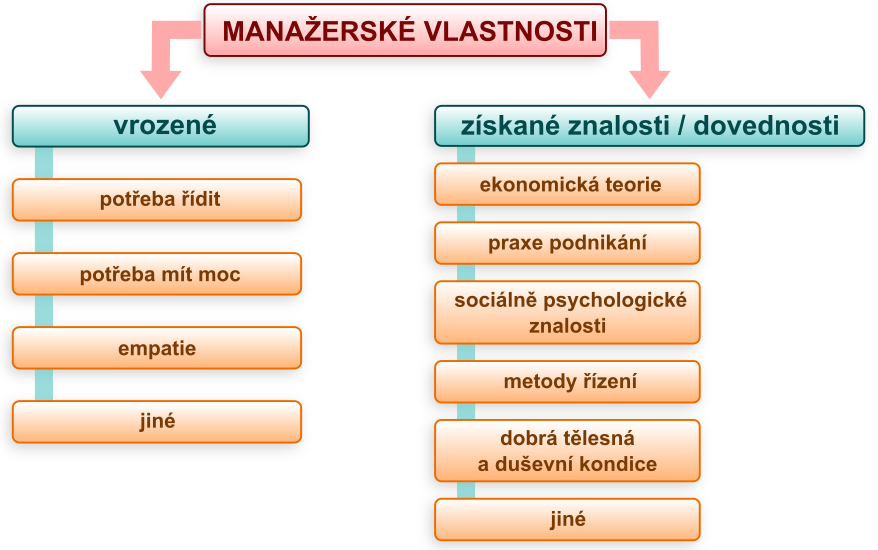 MANAŽERSKÉ VLASTNOSTI
vrozené
potřeba řídit
potřeba mít moc
empatie
jiné
získané znalosti / dovednosti
ekonomická teorie
praxe podnikání
sociálně psychologické
znalosti
metody řízení
dobrá tělesná
a duševní kondice
jiné